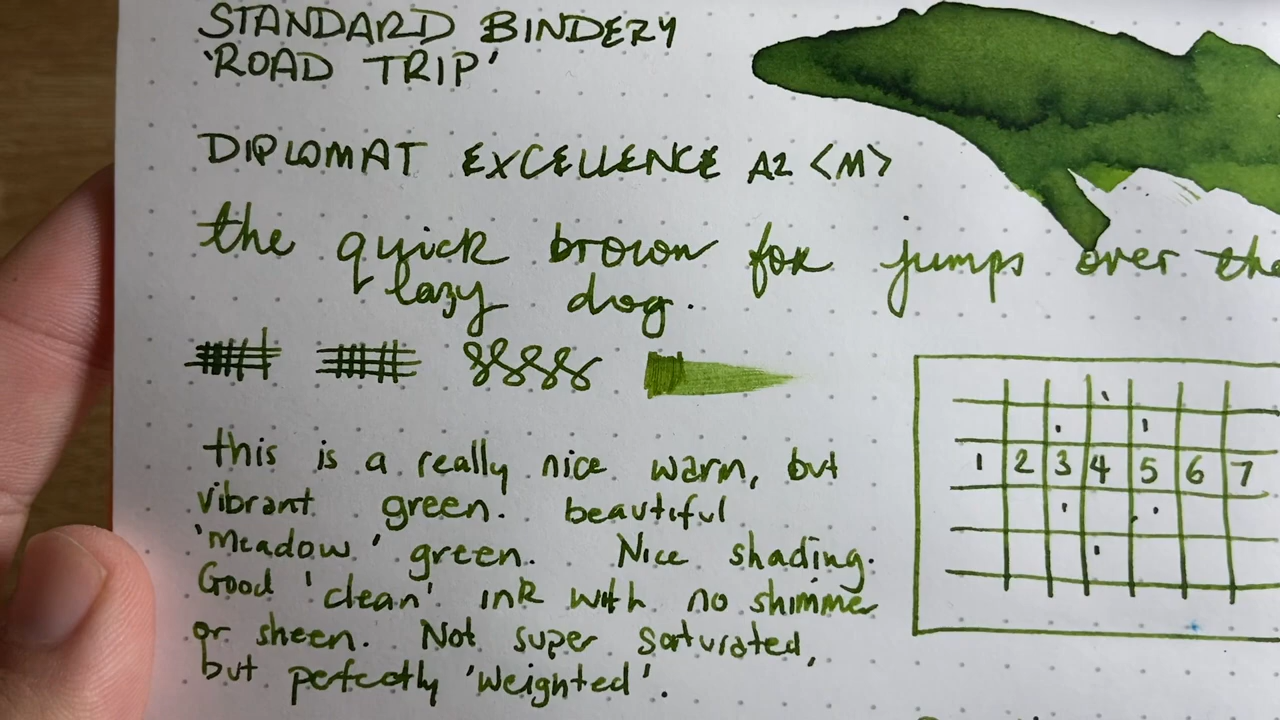 STANDARD BINDERY
'ROAD TRIP'
DIPLOMAT EXCELLENCE A2 <M>
the quick brown fox jumps over the
lazy dog.
1 2 3 4 5 6 7
this is a really nice warm, but
vibrant green. beautiful
'meadow' green. Nice shading.
Good 'clean' ink with no shimmer
or sheen. Not super saturated,
but perfectly 'weighted'.